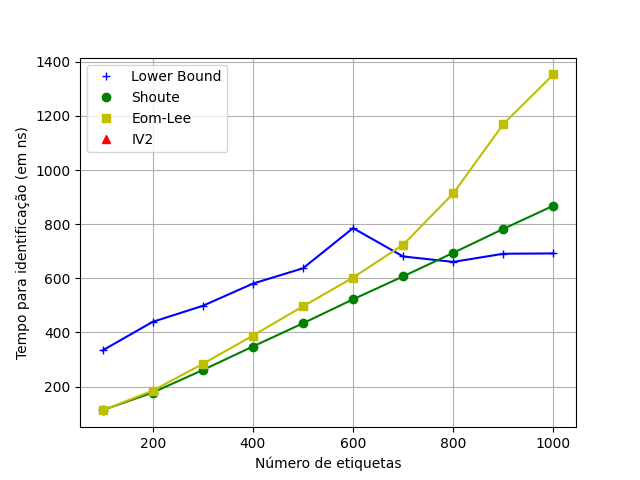 1400
1200
1000
800
600
400
200
Tempo para identificação (em ns)
Lower Bound
Shoute
Eom-Lee
IV2
200 400 600 800 1000
Número de etiquetas